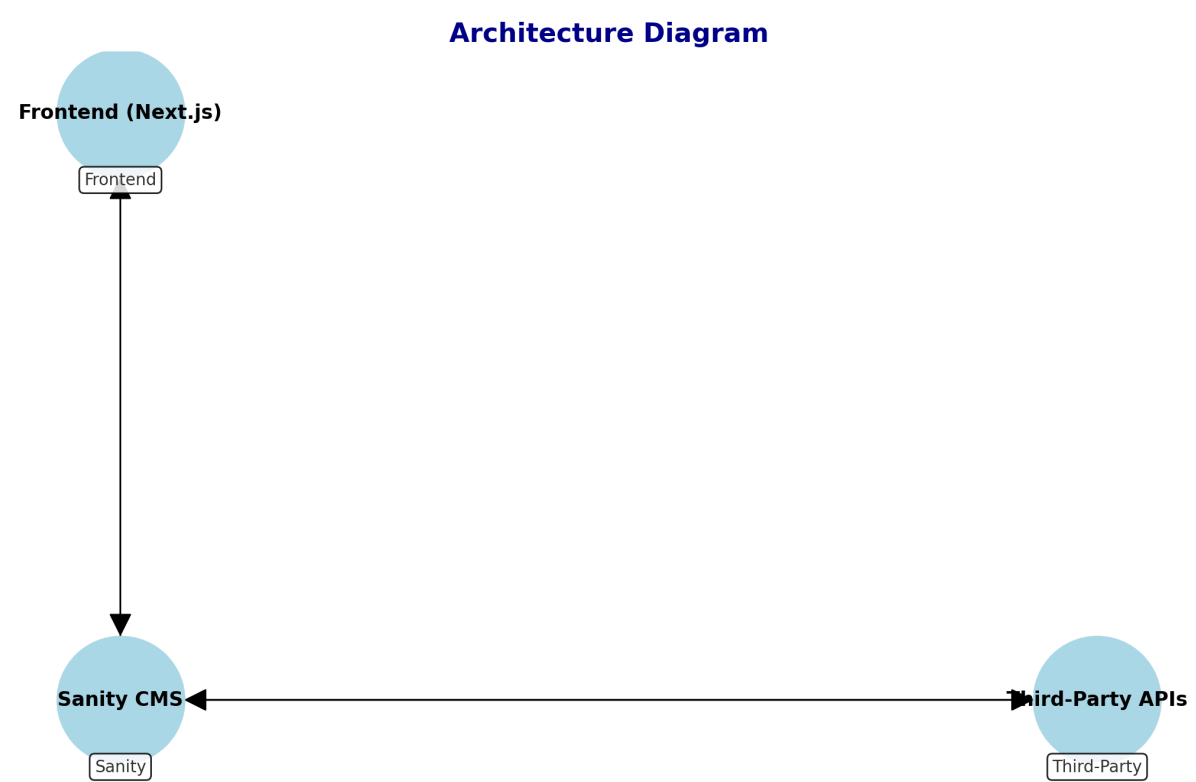 Architecture Diagram
Frontend (Next.js)
Frontend
Sanity CMS
Third-Party APIs
Sanity
Third-Party